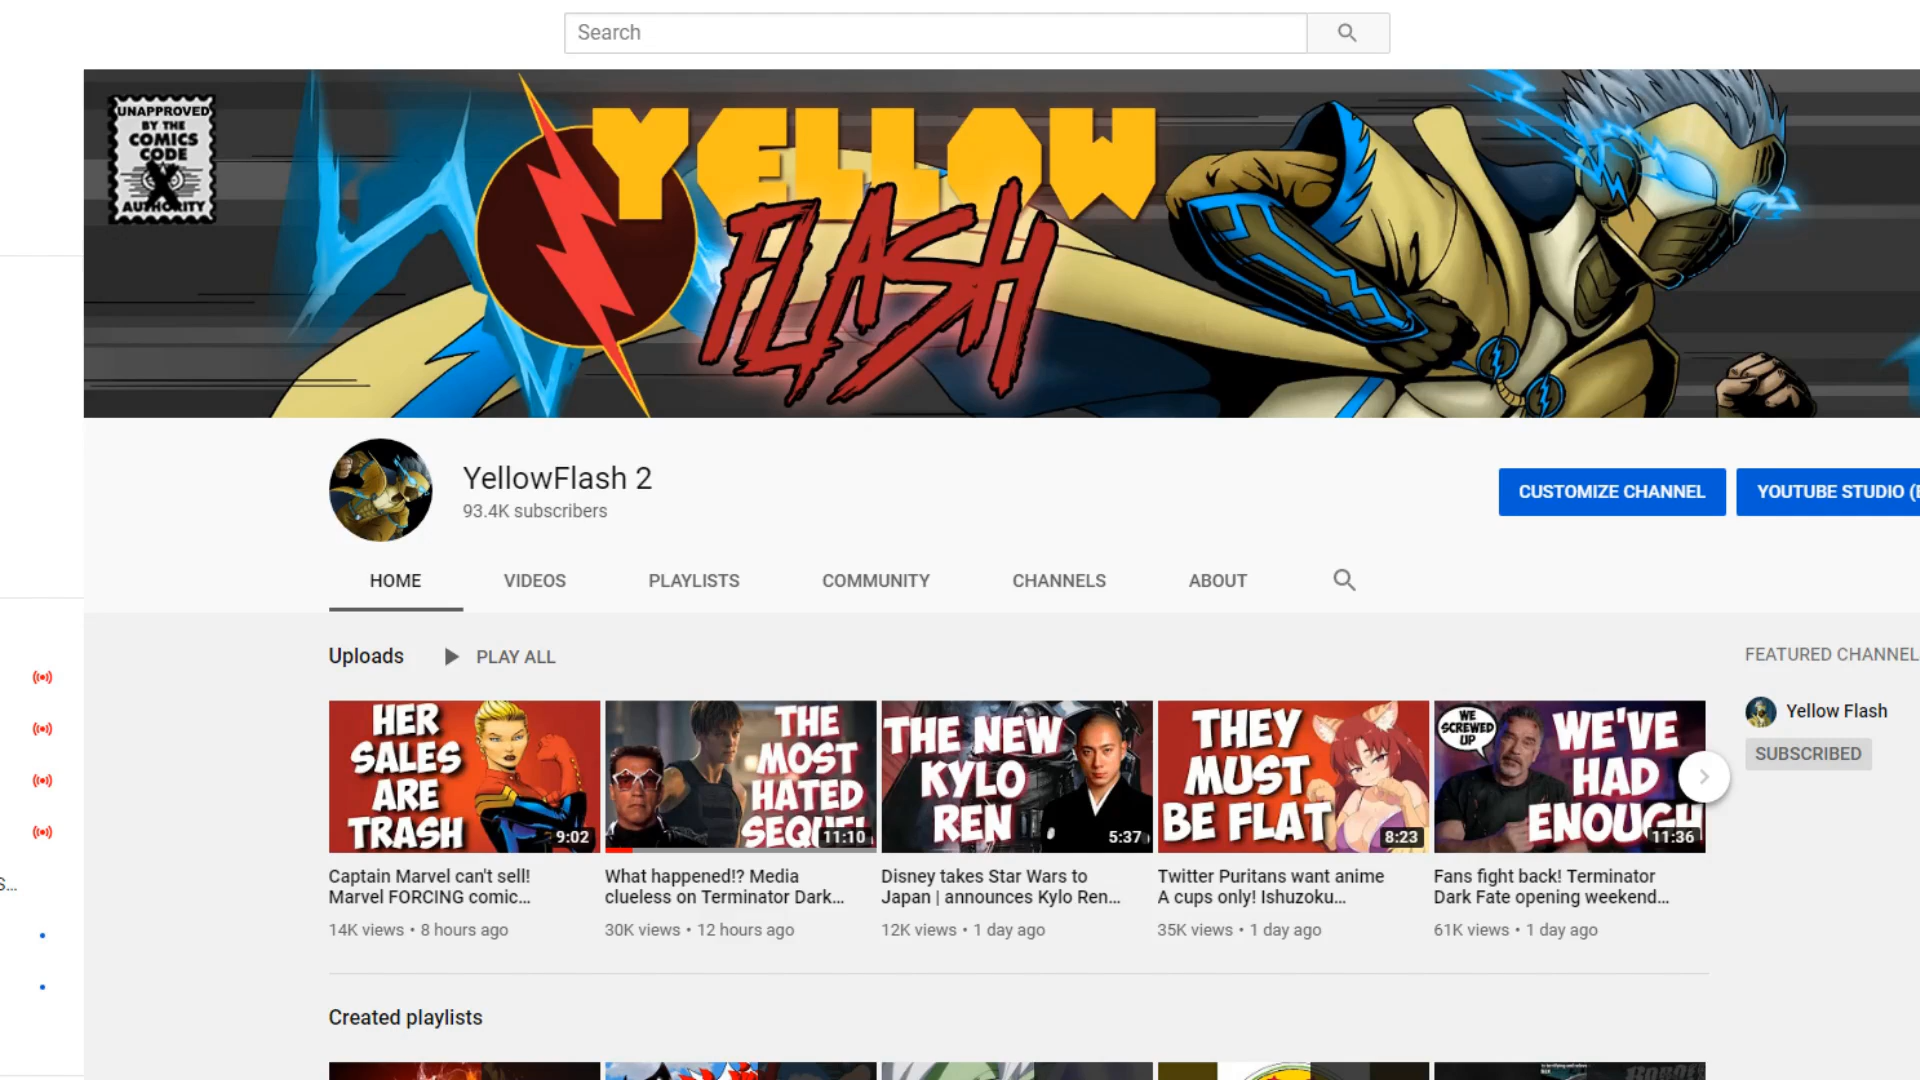 Search
UNAPPROVED
BY THE
COMICS
CODE
AUTHORITY
YELLOW
FLASH
YellowFlash 2
93.4K subscribers
CUSTOMIZE CHANNEL
YOUTUBE STUDIO (
HOME
VIDEOS
PLAYLISTS
COMMUNITY
CHANNELS
ABOUT
Uploads
PLAY ALL
FEATURED CHANNEL
Yellow Flash
SUBSCRIBED
HER
SALES
ARE
TRASH
9:02
THE
MOST
HATED
SEQUEL
11:10
THE NEW
KYLO
REN
5:37
THEY
MUST
BE FLAT
8:23
WE
SCREWED
UP
WE'VE
HAD
ENOUGH
11:36
Captain Marvel can't sell!
Marvel FORCING comic...
14K views • 8 hours ago
What happened!? Media
clueless on Terminator Dark...
30K views • 12 hours ago
Disney takes Star Wars to
Japan | announces Kylo Ren...
12K views • 1 day ago
Twitter Puritans want anime
A cups only! Ishuzoku...
35K views • 1 day ago
Fans fight back! Terminator
Dark Fate opening weekend...
61K views • 1 day ago
S...
Created playlists